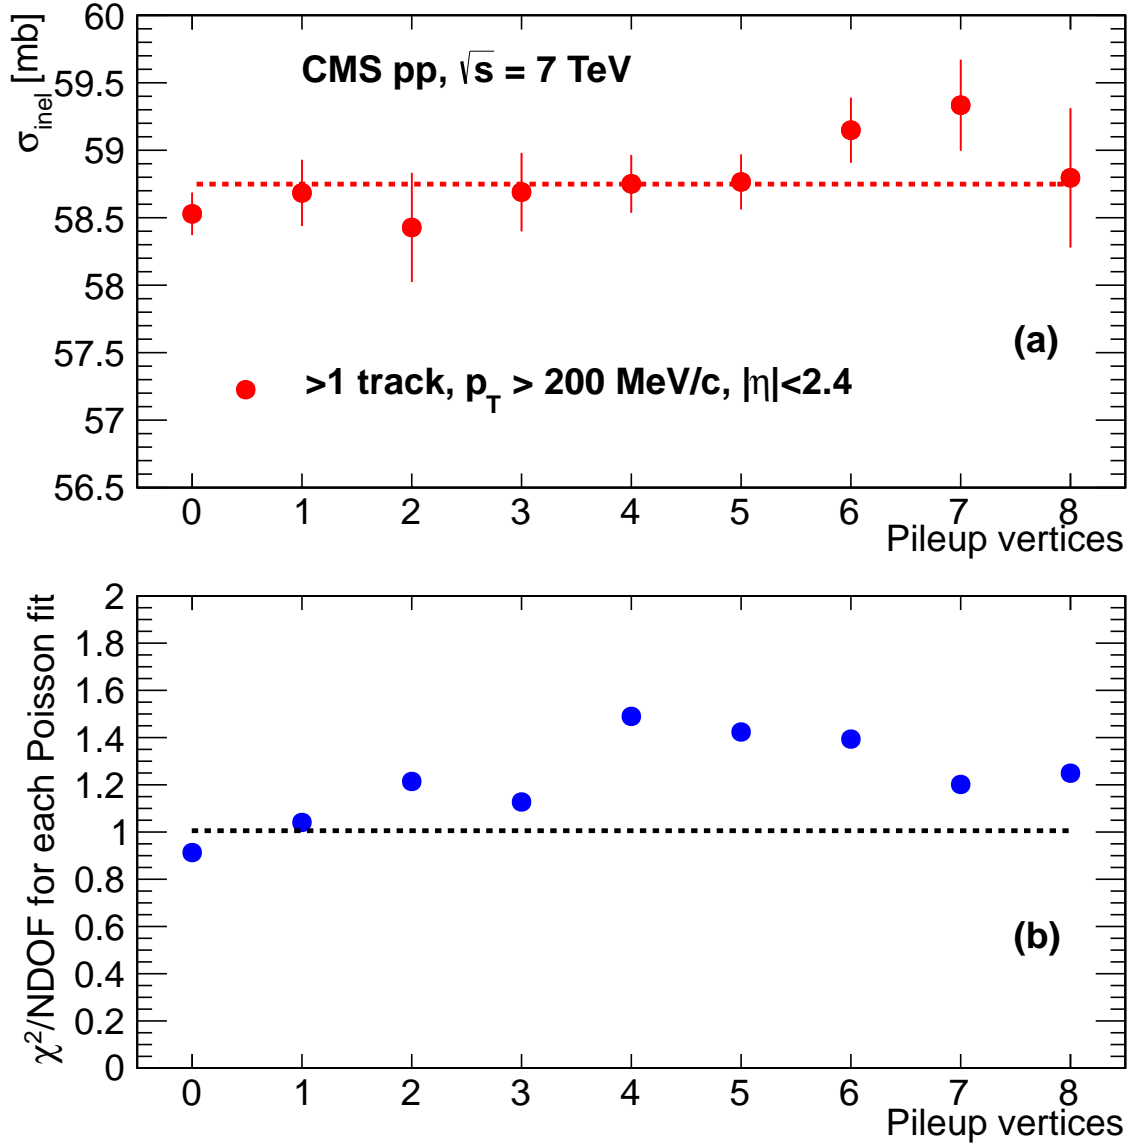 σinel [mb]
60
59.5
59
58.5
58
57.5
57
56.5
CMS pp, √s = 7 TeV
(a)
>1 track, pT > 200 MeV/c, |η|<2.4
0 1 2 3 4 5 6 7 8
Pileup vertices
χ²/NDOF for each Poisson fit
2
1.8
1.6
1.4
1.2
1
0.8
0.6
0.4
0.2
0
(b)
0 1 2 3 4 5 6 7 8
Pileup vertices